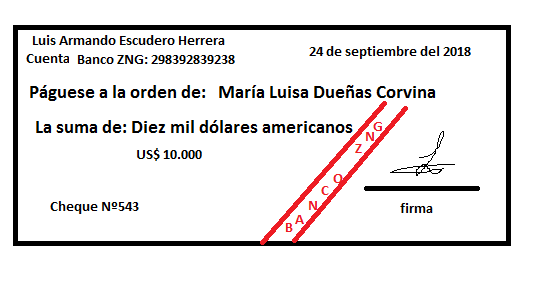 Luis Armando Escudero Herrera
Cuenta Banco ZNG: 298392839238
24 de septiembre del 2018
Páguese a la orden de: María Luisa Dueñas Corvina
La suma de: Diez mil dólares americanos
US$ 10.000
BANCO ZNG
Cheque Nº543
firma